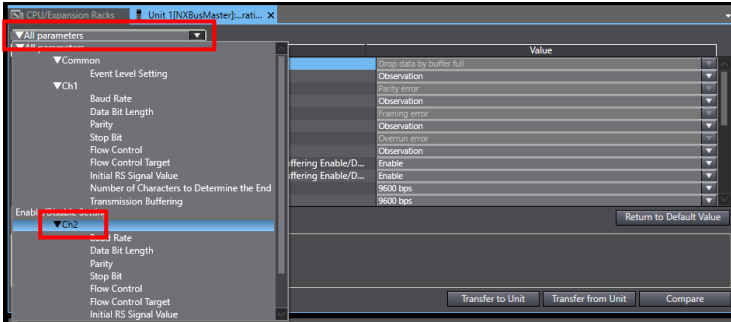 CPU/Expansion Racks
Unit 1[NXBusMaster]:...rati... X
▼All parameters
▼All parameters
Value
▼Common
Drop data by buffer full
Event Level Setting
Observation
▼Ch1
Parity error
Baud Rate
Observation
Data Bit Length
Framing error
Parity
Observation
Stop Bit
Overrun error
Flow Control
Observation
Flow Control Target
uffering Enable/D...
Enable
Initial RS Signal Value
uffering Enable/D...
Enable
Number of Characters to Determine the End
9600 bps
Transmission Buffering
9600 bps
Enable/Disable Setting
Return to Default Value
▼Ch2
Baud Rate
Data Bit Length
Parity
Stop Bit
Flow Control
Flow Control Target
Transfer to Unit
Transfer from Unit
Compare
Initial RS Signal Value